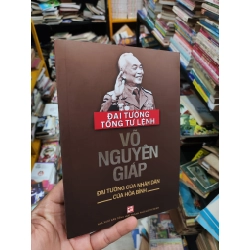 ĐẠI TƯỚNG
TỔNG TƯ LỆNH
VÕ
NGUYÊN
GIÁP
ĐẠI TƯỚNG CỦA NHÂN DÂN
CỦA HÒA BÌNH